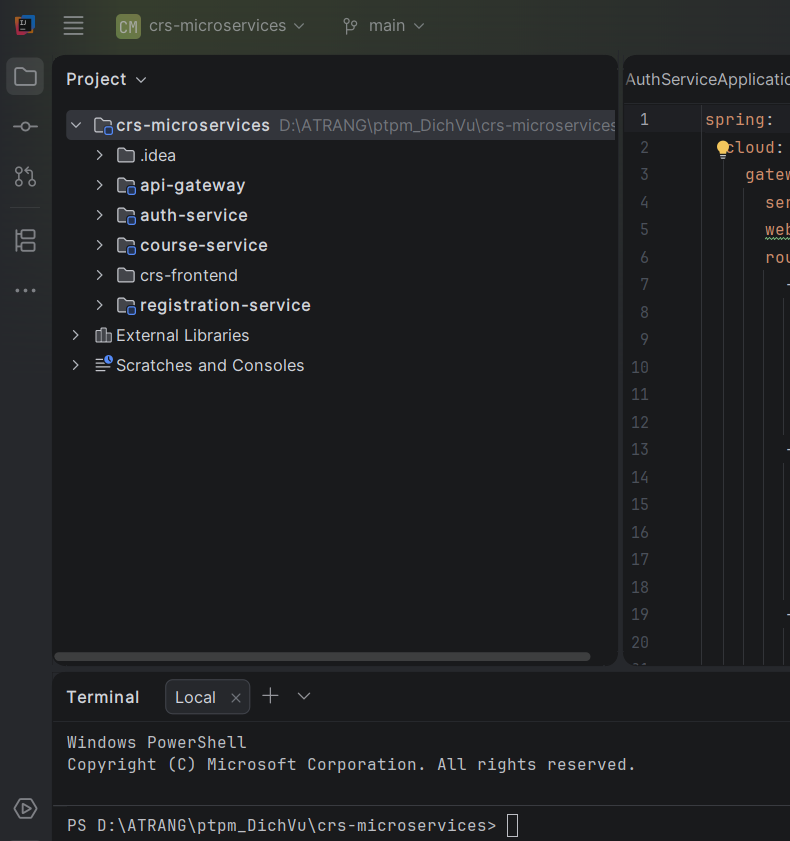 CM crs-microservices main
Project
crs-microservices D:\ATRANG\ptpm_DichVu\crs-microservices
.idea
api-gateway
auth-service
course-service
crs-frontend
registration-service
External Libraries
Scratches and Consoles
AuthServiceApplicatio
1 spring:
2 cloud:
3 gatew
4 ser
5 web
6 rou
7 -
8
9
10
11
12
13 -
14
15
16
17
18
19 -
20
Terminal Local
Windows PowerShell
Copyright (C) Microsoft Corporation. All rights reserved.
PS D:\ATRANG\ptpm_DichVu\crs-microservices>